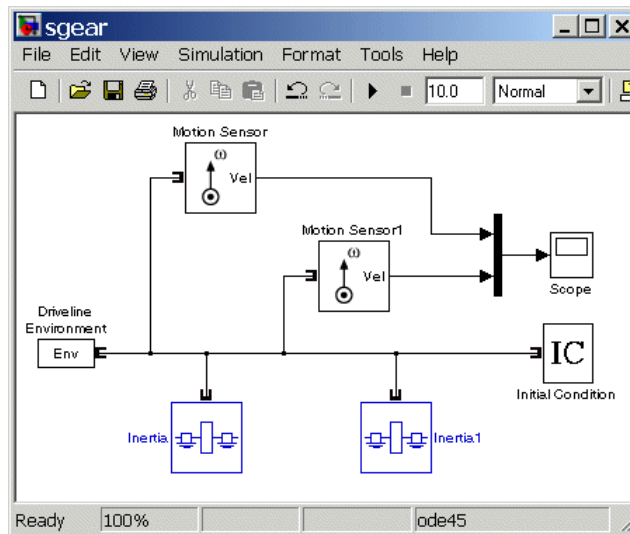 sgear
File Edit View Simulation Format Tools Help
10.0 Normal
Motion Sensor
ω
Vel
Motion Sensor1
ω
Vel
Scope
Driveline
Environment
Env
IC
Initial Condition
Inertia
Inertia1
Ready 100% ode45